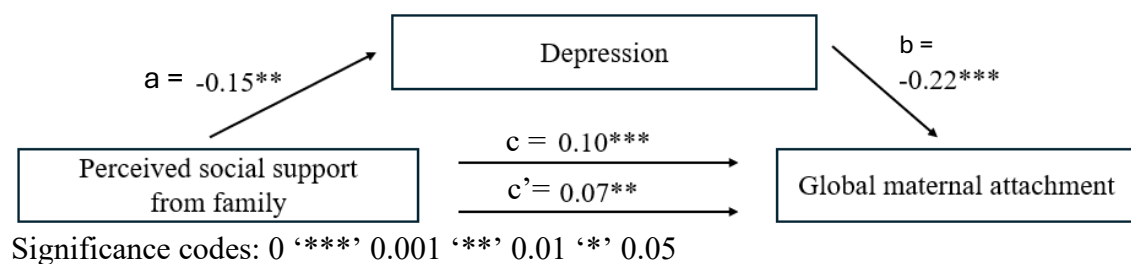 Depression
a = -0.15**
b =
-0.22***
Perceived social support
from family
c = 0.10***
c’= 0.07**
Global maternal attachment
Significance codes: 0 ‘***’ 0.001 ‘**’ 0.01 ‘*’ 0.05